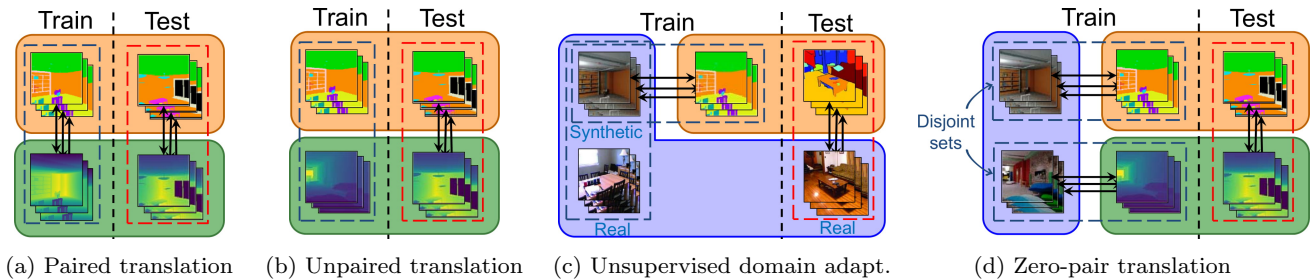 Train Test
Train Test
Train Test
Train Test
Synthetic
Real
Real
Disjoint
sets
(a) Paired translation
(b) Unpaired translation
(c) Unsupervised domain adapt.
(d) Zero-pair translation